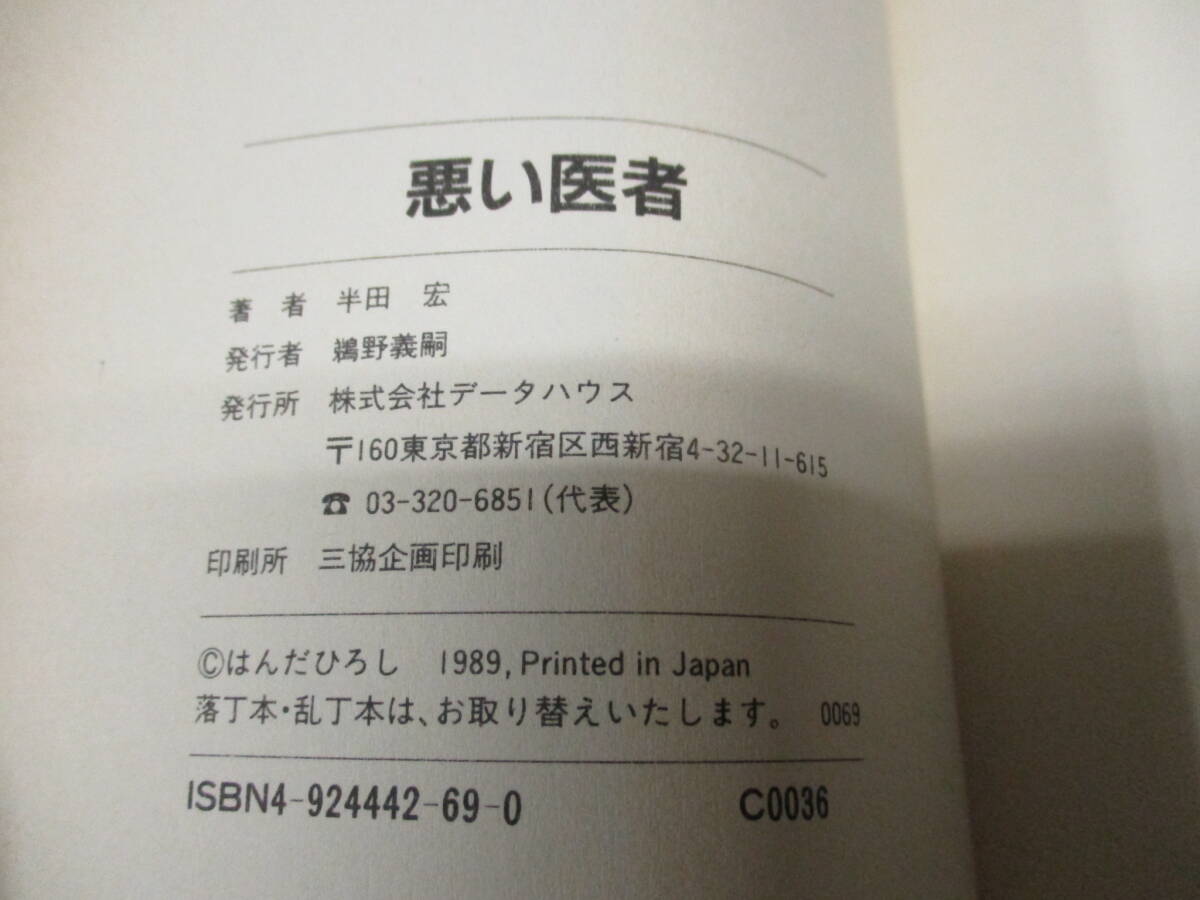 悪い医者
著者 半田 宏
発行者 鵜野義嗣
発行所 株式会社データハウス
〒160東京都新宿区西新宿4-32-11-615
☎ 03-320-6851(代表)
印刷所 三協企画印刷
©はんだひろし 1989, Printed in Japan
落丁本・乱丁本は、お取り替えいたします。 0069
ISBN4-924442-69-0 C0036